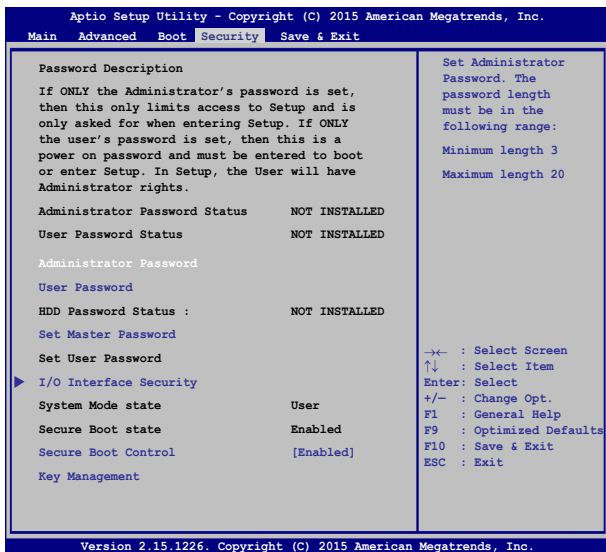 Aptio Setup Utility - Copyright (C) 2015 American Megatrends, Inc.
Main Advanced Boot Security Save & Exit
Password Description
If ONLY the Administrator's password is set,
then this only limits access to Setup and is
only asked for when entering Setup. If ONLY
the user's password is set, then this is a
power on password and must be entered to boot
or enter Setup. In Setup, the User will have
Administrator rights.
Administrator Password Status NOT INSTALLED
User Password Status NOT INSTALLED
Administrator Password
User Password
HDD Password Status : NOT INSTALLED
Set Master Password
Set User Password
I/O Interface Security
System Mode state User
Secure Boot state Enabled
Secure Boot Control [Enabled]
Key Management
Set Administrator
Password. The
password length
must be in the
following range:
Minimum length 3
Maximum length 20
→← : Select Screen
↑↓ : Select Item
Enter: Select
+/— : Change Opt.
F1 : General Help
F9 : Optimized Defaults
F10 : Save & Exit
ESC : Exit
Version 2.15.1226. Copyright (C) 2015 American Megatrends, Inc.